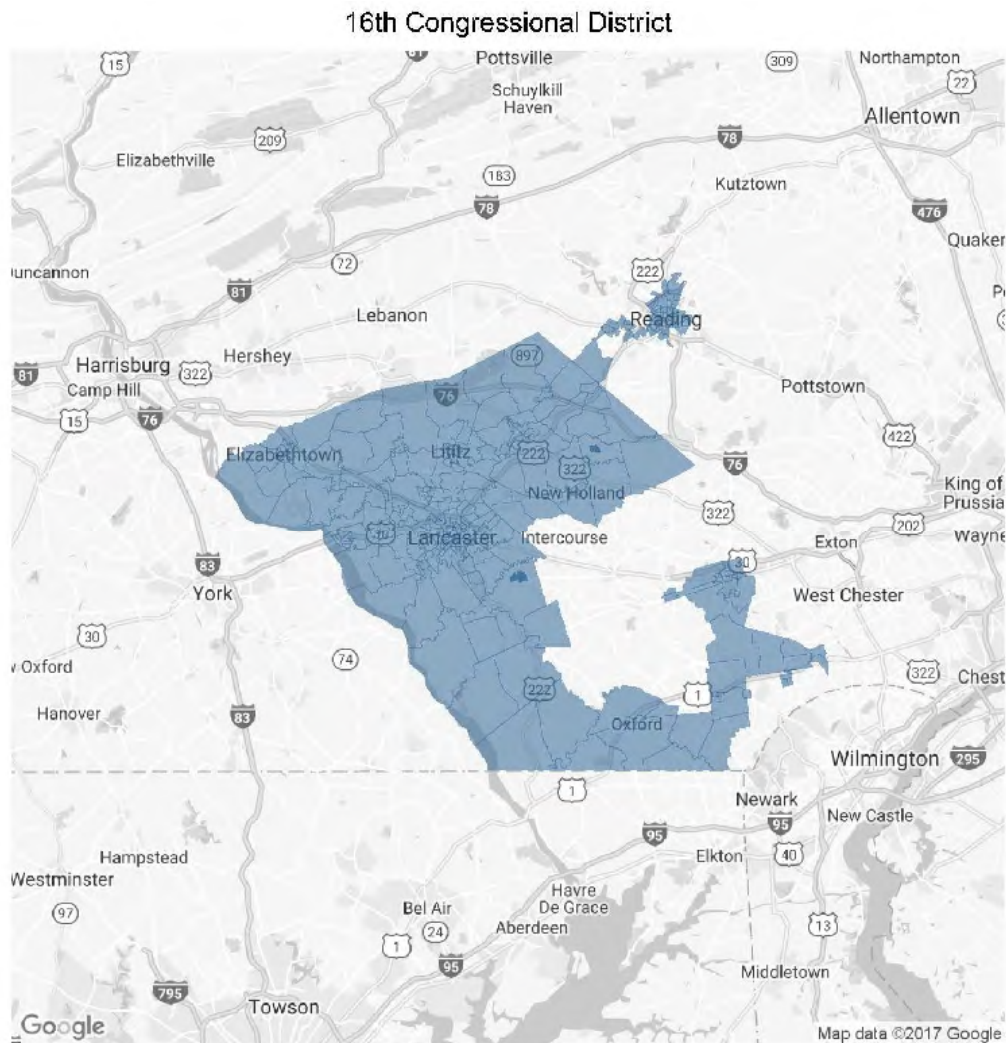 16th Congressional District
81
15
Pottsville
309
Northampton
22
Schuylkill
Haven
Allentown
209
78
Elizabethville
183
Kutztown
78
476
Quaker
Duncannon
72
222
81
Lebanon
Reading
Harrisburg
Hershey
897
81
322
Camp Hill
76
Pottstown
15
76
422
Elizabethtown
Lititz
222
322
76
King of
Prussia
New Holland
322
202
30
Lancaster
Intercourse
Exton
Wayne
83
30
York
West Chester
30
74
322
Oxford
222
1
Chest
Hanover
83
Oxford
Wilmington
295
1
Newark
95
New Castle
95
Hampstead
Elkton
40
Westminster
Havre
De Grace
97
Bel Air
24
Aberdeen
1
13
95
Middletown
795
Towson
Google
Map data ©2017 Google